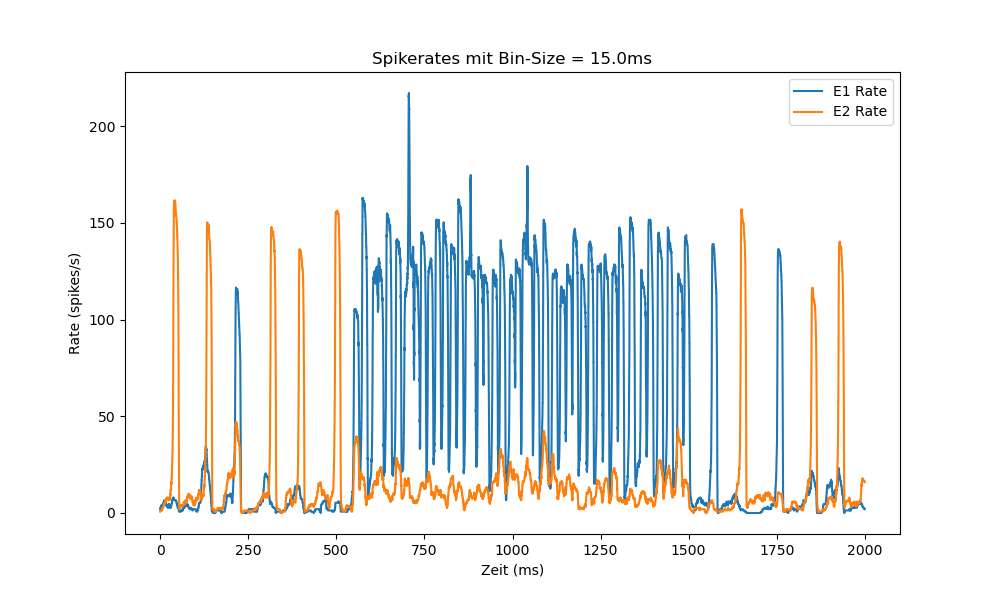 Spikerates mit Bin-Size = 15.0ms
E1 Rate
E2 Rate
200
150
100
50
0
Rate (spikes/s)
0 250 500 750 1000 1250 1500 1750 2000
Zeit (ms)